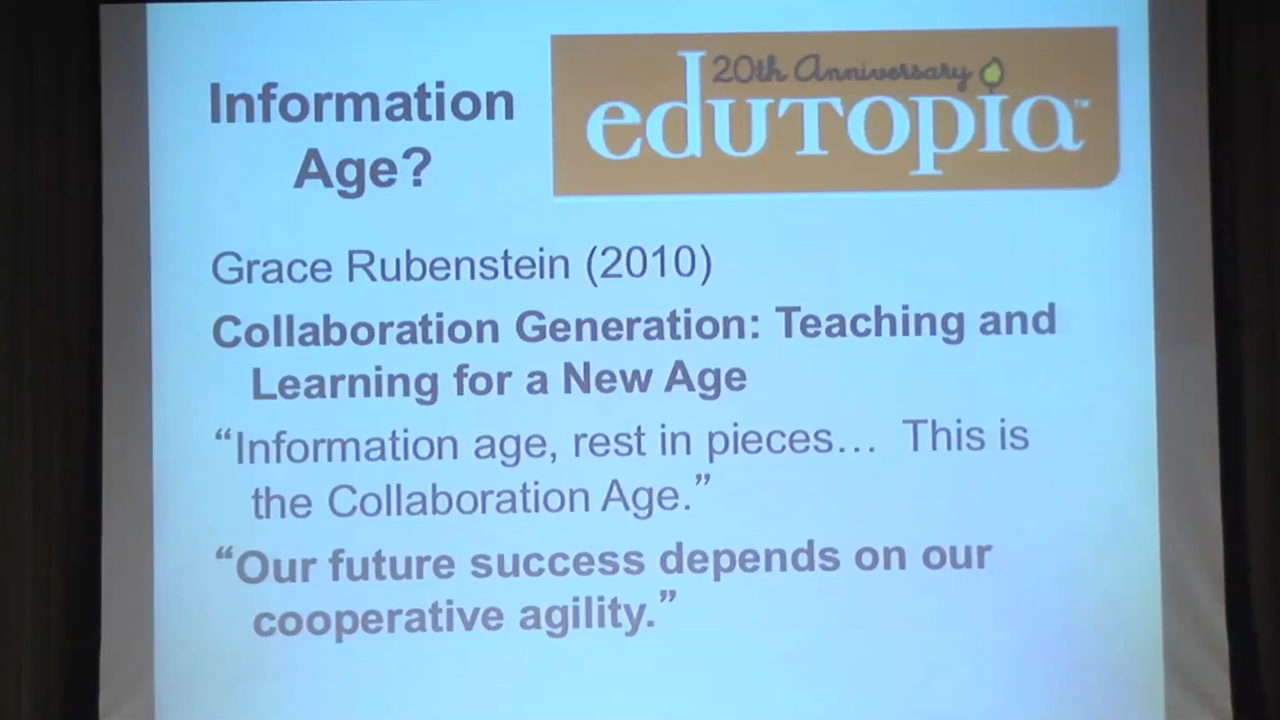 Information
Age?
20th Anniversary
edUTopia™
Grace Rubenstein (2010)
Collaboration Generation: Teaching and
Learning for a New Age
“Information age, rest in pieces… This is
the Collaboration Age.”
“Our future success depends on our
cooperative agility.”